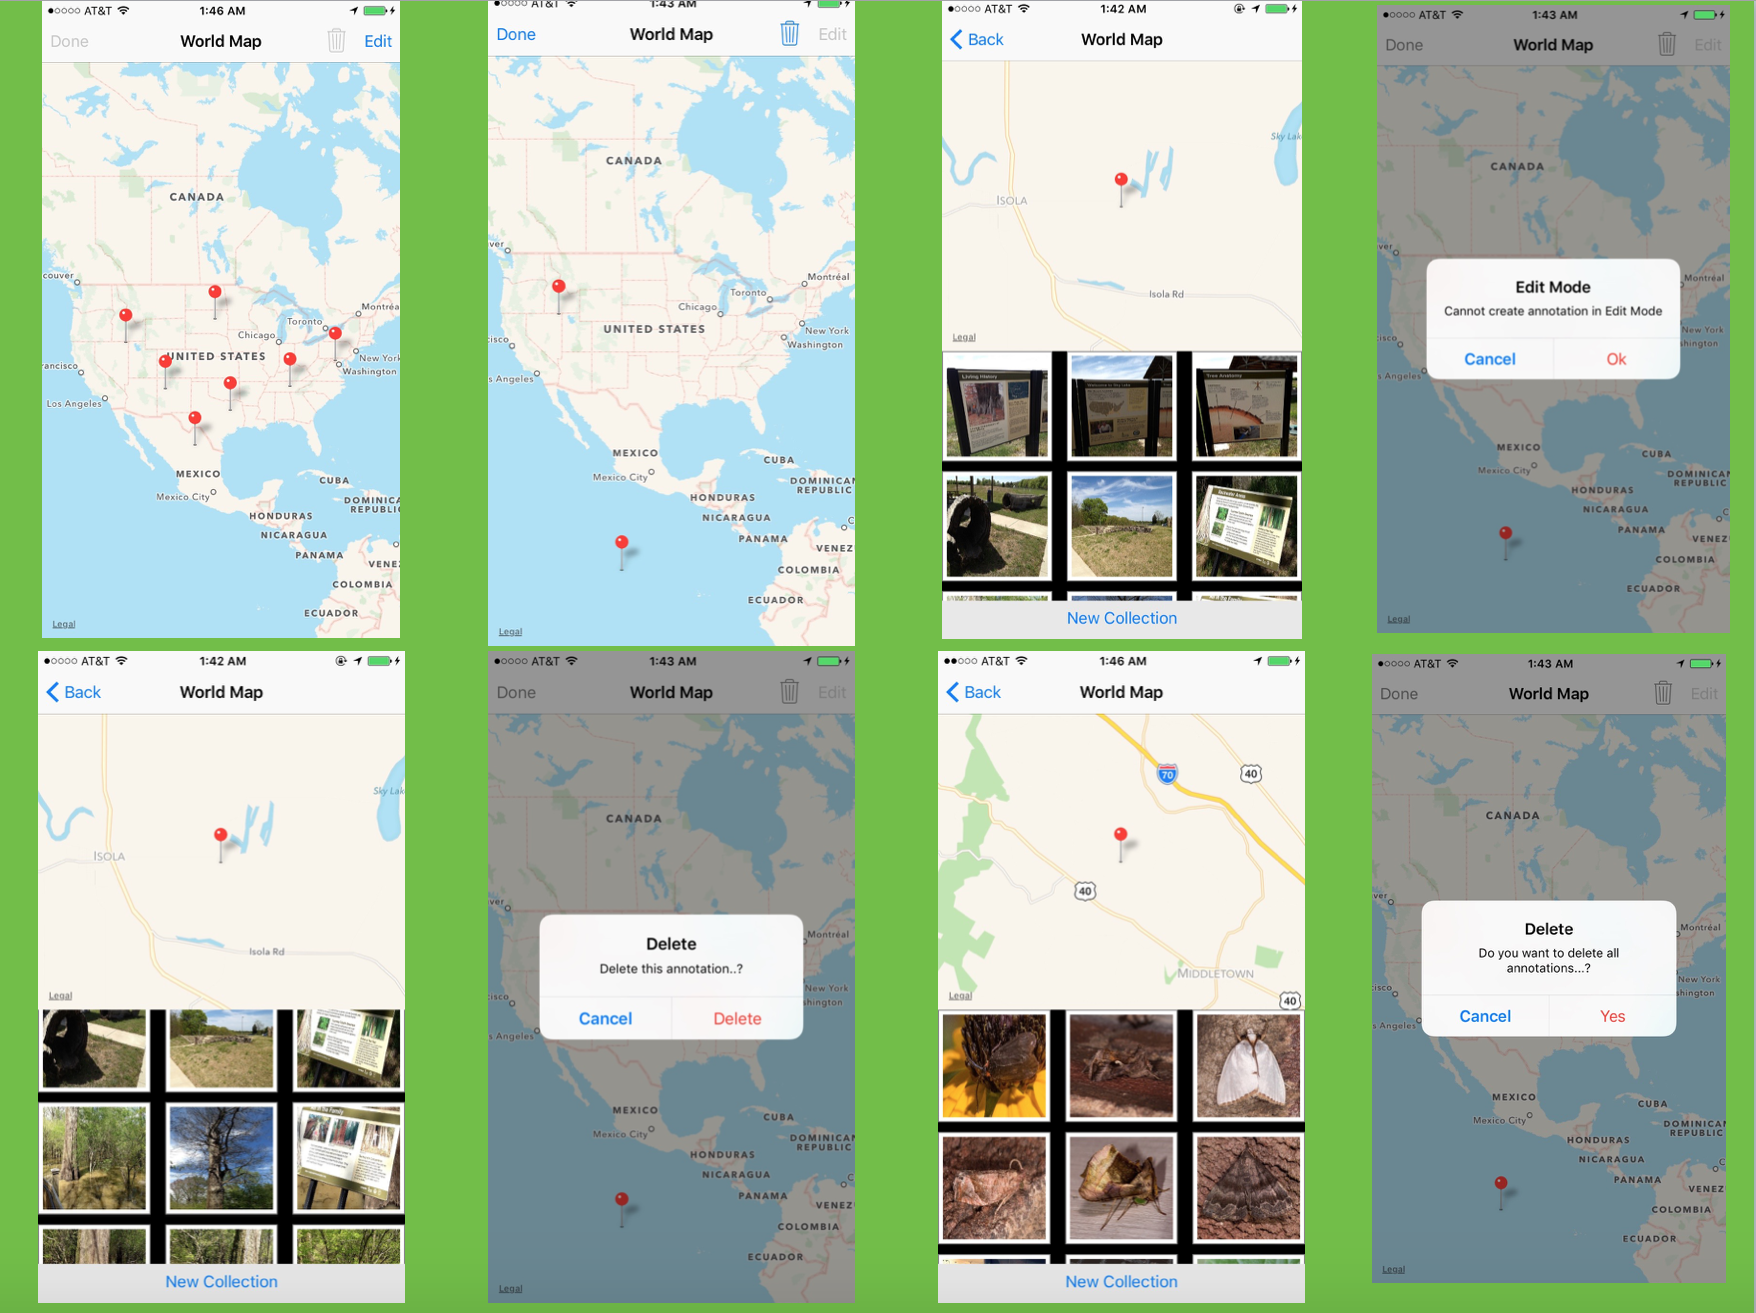 AT&T 1:46 AM
Done World Map Edit
CANADA
couver
Montréa
Toronto
Chicago
UNITED STATES
New York
Washington
rancisco
Los Angeles
MEXICO
Mexico City
CUBA
DOMINICA
REPUBLIC
HONDURAS
NICARAGUA
PANAMA
VENEZ
COLOMBIA
ECUADOR
Legal
AT&T 1:43 AM
Done World Map Edit
CANADA
ver
Montréal
Toronto
Chicago
UNITED STATES
New York
Washington
isco
s Angeles
MEXICO
Mexico City
CUBA
DOMINICAN
REPUBLIC
HONDURAS
NICARAGUA
PANAMA
VENEZ
COLOMBIA
ECUADOR
Legal
AT&T 1:42 AM
Back World Map
Sky Lak
ISOLA
Isola Rd
Legal
Living History
Tree Anatomy
New Collection
AT&T 1:43 AM
Done World Map Edit
CANADA
Edit Mode
Cannot create annotation in Edit Mode
Cancel Ok
s Angeles
MEXICO
Mexico City
CUBA
DOMINICAN
REPUBLIC
HONDURAS
NICARAGUA
PANAMA
VENEZ
COLOMBIA
ECUADOR
Legal
AT&T 1:42 AM
Back World Map
Sky Lak
ISOLA
Isola Rd
Legal
New Collection
AT&T 1:43 AM
Done World Map Edit
CANADA
ver
Montréal
Delete
Delete this annotation..?
Cancel Delete
isco
New York
shington
s Angeles
MEXICO
Mexico City
CUBA
DOMINICAN
REPUBLIC
HONDURAS
NICARAGUA
PANAMA
VENEZ
COLOMBIA
ECUADOR
Legal
AT&T 1:46 AM
Back World Map
70
40
40
MIDDLETOWN
40
Legal
New Collection
AT&T 1:43 AM
Done World Map Edit
CANADA
ver
Montréal
Delete
Do you want to delete all
annotations...?
Cancel Yes
isco
New York
shington
s Angeles
MEXICO
Mexico City
CUBA
DOMINICAN
REPUBLIC
HONDURAS
NICARAGUA
PANAMA
VENEZ
COLOMBIA
ECUADOR
Legal